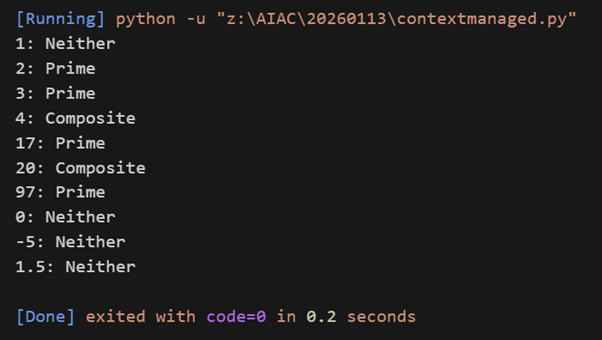 [Running] python -u "z:\AIAC\20260113\contextmanaged.py"
1: Neither
2: Prime
3: Prime
4: Composite
17: Prime
20: Composite
97: Prime
0: Neither
-5: Neither
1.5: Neither
[Done] exited with code=0 in 0.2 seconds